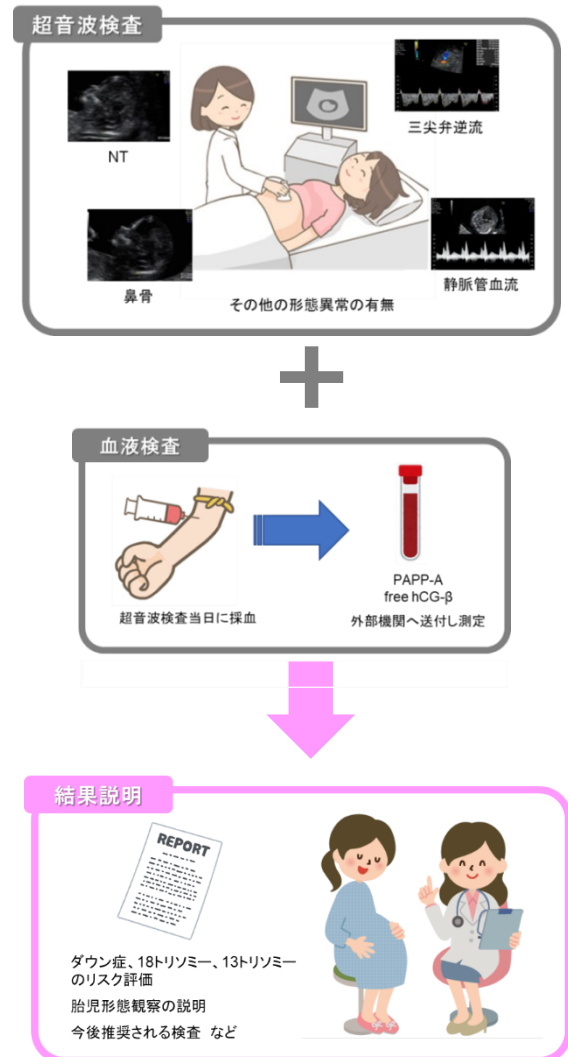 超音波検査
NT
三尖弁逆流
鼻骨
静脈管血流
その他の形態異常の有無
血液検査
超音波検査当日に採血
PAPP-A
free hCG-β
外部機関へ送付し測定
結果説明
REPORT
ダウン症、18トリソミー、13トリソミー
のリスク評価
胎児形態観察の説明
今後推奨される検査 など